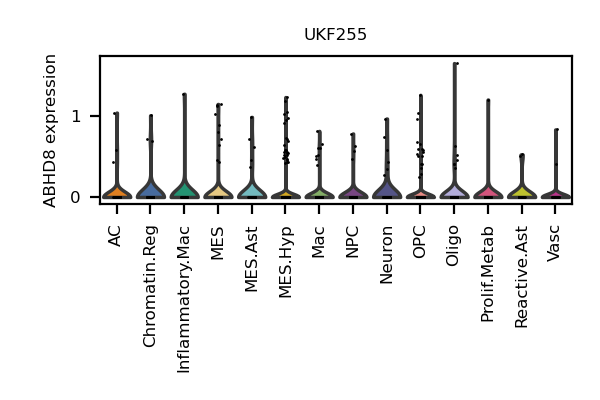 UKF255
ABHD8 expression
1
0
AC
Chromatin.Reg
Inflammatory.Mac
MES
MES.Ast
MES.Hyp
Mac
NPC
Neuron
OPC
Oligo
Prolif.Metab
Reactive.Ast
Vasc